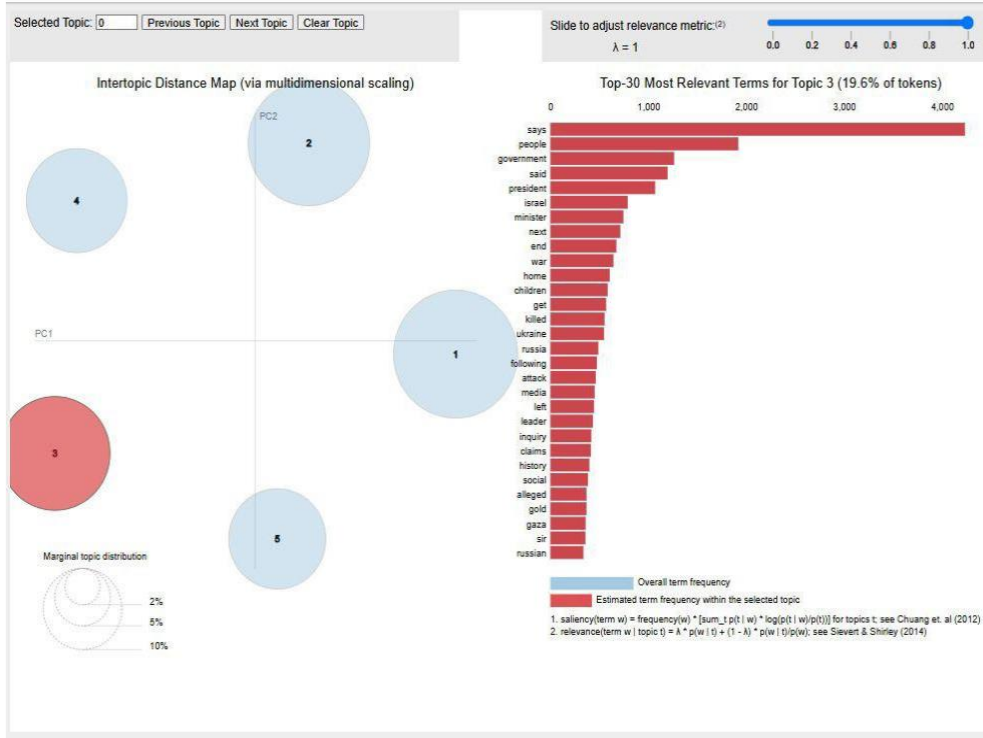 Selected Topic: 0 Previous Topic Next Topic Clear Topic
Slide to adjust relevance metric:(2)
λ = 1
0.0 0.2 0.4 0.6 0.8 1.0
Intertopic Distance Map (via multidimensional scaling)
PC2
2
4
PC1
1
3
5
Marginal topic distribution
2%
5%
10%
Top-30 Most Relevant Terms for Topic 3 (19.6% of tokens)
0 1,000 2,000 3,000 4,000
says
people
government
said
president
israel
minister
next
end
war
home
children
get
killed
ukraine
russia
following
attack
media
left
leader
inquiry
claims
history
social
alleged
gold
gaza
sir
russian
Overall term frequency
Estimated term frequency within the selected topic
1. saliency(term w) = frequency(w) * [sum_t p(t | w) * log(p(t | w)/p(t))] for topics t; see Chuang et. al (2012)
2. relevance(term w | topic t) = λ * p(w | t) + (1 - λ) * p(w | t)/p(w); see Sievert & Shirley (2014)